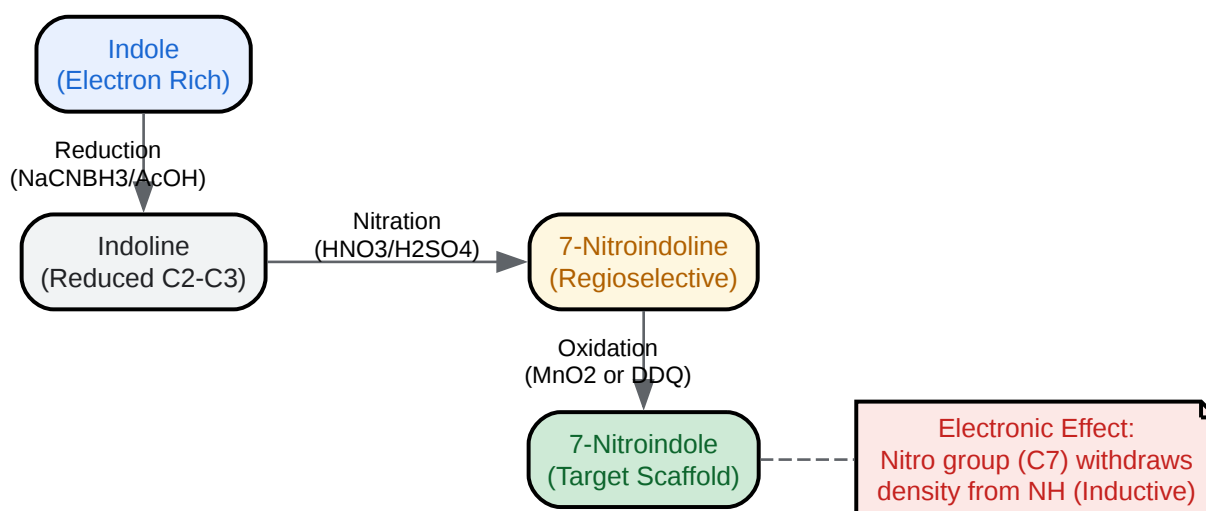 Indole
(Electron Rich)
Reduction
(NaCNBH3/AcOH)
Indoline
(Reduced C2-C3)
Nitration
(HNO3/H2SO4)
7-Nitroindoline
(Regioselective)
Oxidation
(MnO2 or DDQ)
7-Nitroindole
(Target Scaffold)
Electronic Effect:
Nitro group (C7) withdraws
density from NH (Inductive)